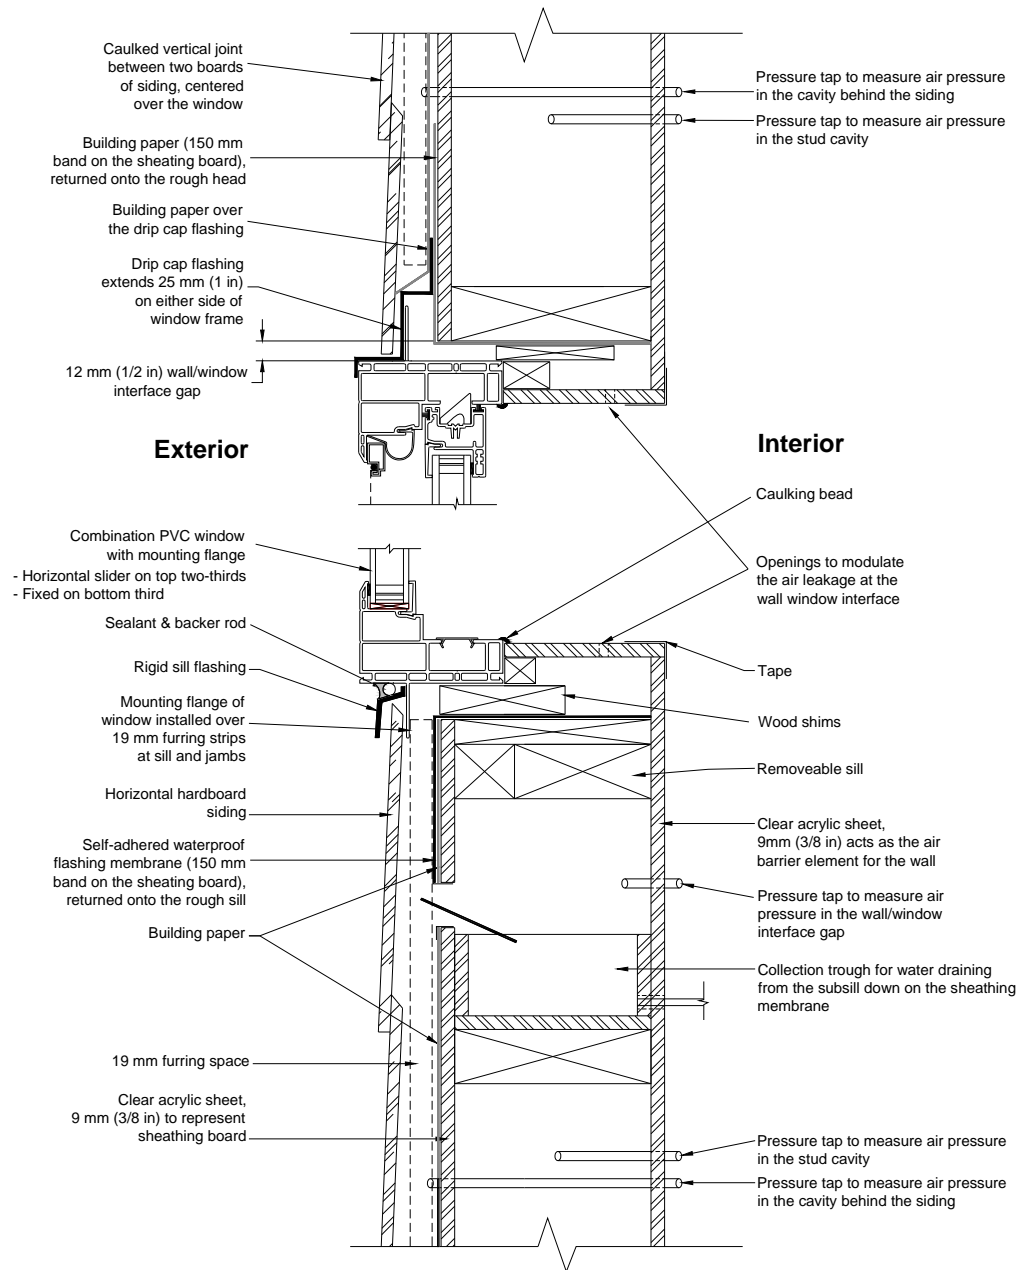 Caulked vertical joint
between two boards
of siding, centered
over the window
Building paper (150 mm
band on the sheating board),
returned onto the rough head
Building paper over
the drip cap flashing
Drip cap flashing
extends 25 mm (1 in)
on either side of
window frame
12 mm (1/2 in) wall/window
interface gap
Pressure tap to measure air pressure
in the cavity behind the siding
Pressure tap to measure air pressure
in the stud cavity
Exterior
Interior
Combination PVC window
with mounting flange
- Horizontal slider on top two-thirds
- Fixed on bottom third
Sealant & backer rod
Rigid sill flashing
Mounting flange of
window installed over
19 mm furring strips
at sill and jambs
Horizontal hardboard
siding
Self-adhered waterproof
flashing membrane (150 mm
band on the sheating board),
returned onto the rough sill
Building paper
19 mm furring space
Clear acrylic sheet,
9 mm (3/8 in) to represent
sheathing board
Caulking bead
Openings to modulate
the air leakage at the
wall window interface
Tape
Wood shims
Removeable sill
Clear acrylic sheet,
9mm (3/8 in) acts as the air
barrier element for the wall
Pressure tap to measure air
pressure in the wall/window
interface gap
Collection trough for water draining
from the subsill down on the sheathing
membrane
Pressure tap to measure air pressure
in the stud cavity
Pressure tap to measure air pressure
in the cavity behind the siding